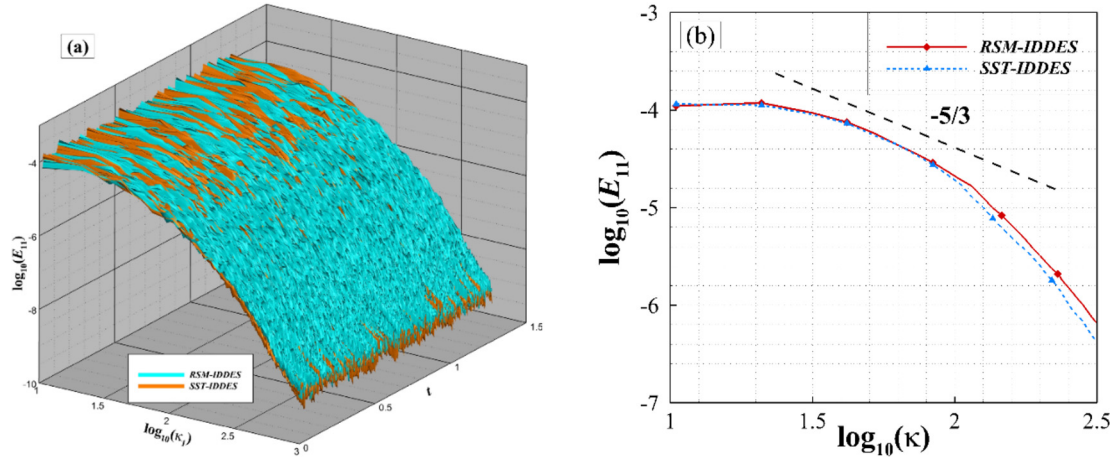 (a)
log₁₀(E₁₁)
-4
-6
-8
-10
1
1.5
2
2.5
3
log₁₀(κⱼ)
0
0.5
1
1.5
t
RSM-IDDES
SST-IDDES
(b)
-3
-4
-5
-6
-7
log₁₀(E₁₁)
RSM-IDDES
SST-IDDES
-5/3
1
1.5
2
2.5
log₁₀(κ)